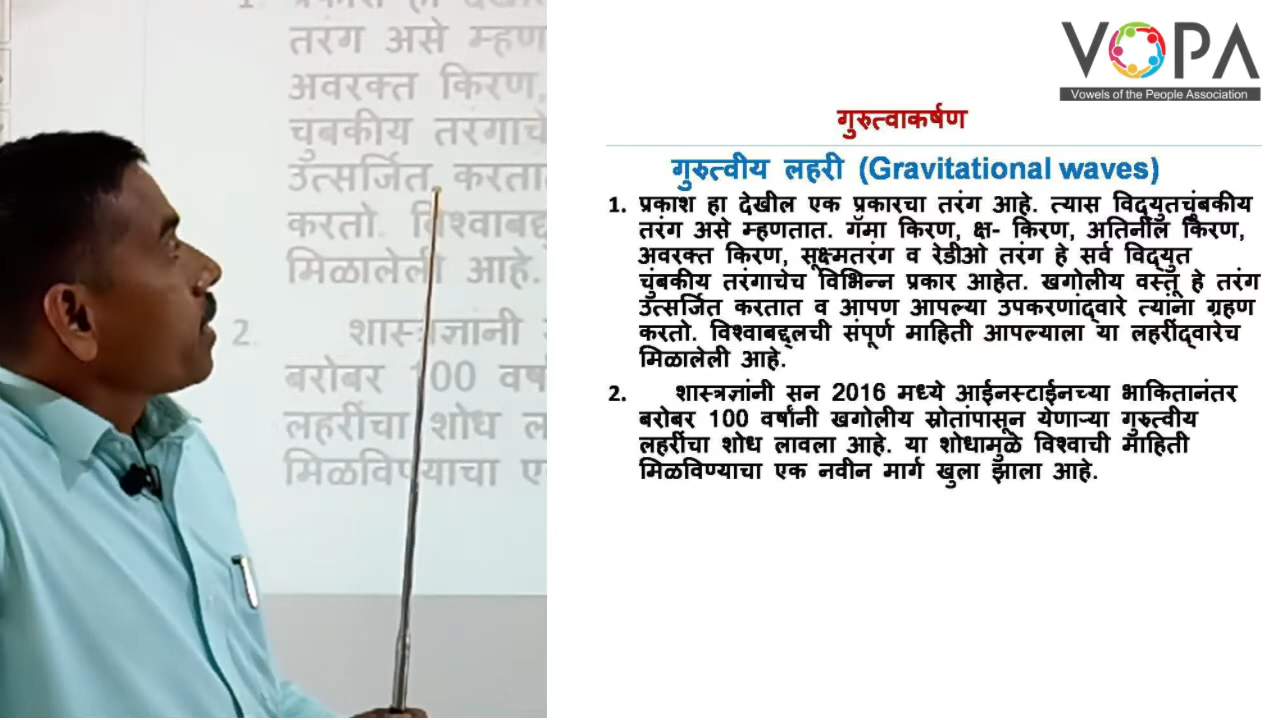 1. प्रकाश हा देखी
तरंग असे म्हण
अवरक्त किरण,
चुंबकीय तरंगाचे
उत्सर्जित करता
करतो. विश्वाबद्द
मिळालेली आहे.
2. शास्त्रज्ञांनी
बरोबर 100 वर्ष
लहरींचा शोध ल
मिळविण्याचा ए
VOPA
Vowels of the People Association
गुरुत्वाकर्षण
गुरुत्वीय लहरी (Gravitational waves)
1. प्रकाश हा देखील एक प्रकारचा तरंग आहे. त्यास विद्युतचुंबकीय
तरंग असे म्हणतात. गॅमा किरण, क्ष- किरण, अतिनील किरण,
अवरक्त किरण, सूक्ष्मतरंग व रेडीओ तरंग हे सर्व विद्युत
चुंबकीय तरंगाचेच विभिन्न प्रकार आहेत. खगोलीय वस्तू हे तरंग
उत्सर्जित करतात व आपण आपल्या उपकरणांद्वारे त्यांना ग्रहण
करतो. विश्वाबद्द्लची संपूर्ण माहिती आपल्याला या लहरींद्वारेच
मिळालेली आहे.
2. शास्त्रज्ञांनी सन 2016 मध्ये आईनस्टाईनच्या भाकितानंतर
बरोबर 100 वर्षांनी खगोलीय स्रोतांपासून येणाऱ्या गुरुत्वीय
लहरींचा शोध लावला आहे. या शोधामुळे विश्वाची माहिती
मिळविण्याचा एक नवीन मार्ग खुला झाला आहे.